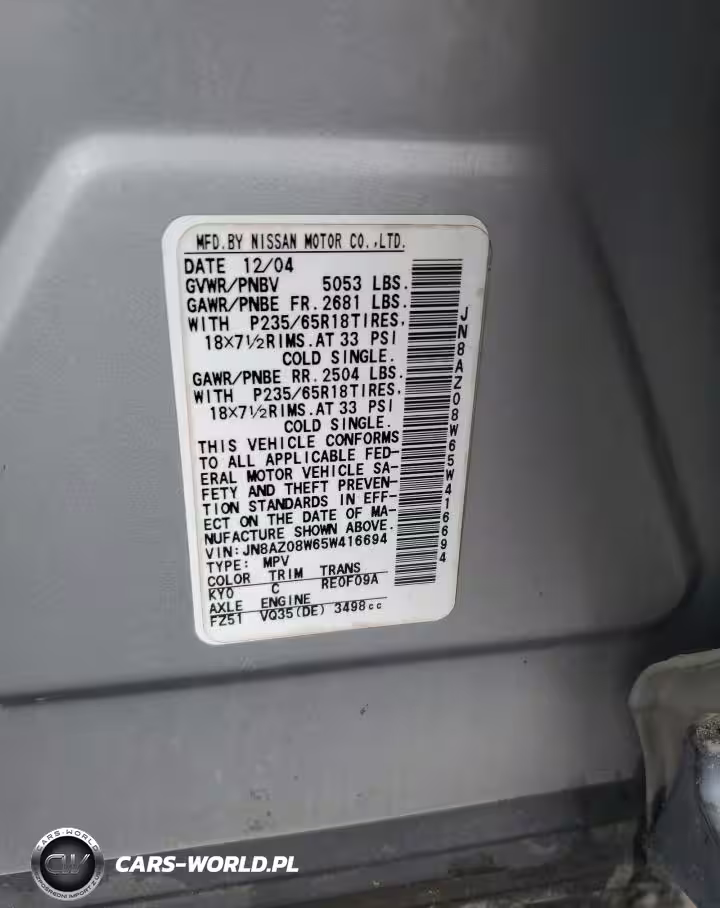 MFD.BY NISSAN MOTOR CO.,LTD.
DATE 12/04
GVWR/PNBV 5053 LBS.
GAWR/PNBE FR. 2681 LBS.
WITH P235/65R18TIRES,
18×7½RIMS.AT 33 PSI
COLD SINGLE.
GAWR/PNBE RR. 2504 LBS.
WITH P235/65R18TIRES,
18×7½RIMS.AT 33 PSI
COLD SINGLE.
THIS VEHICLE CONFORMS
TO ALL APPLICABLE FED-
ERAL MOTOR VEHICLE SA-
FETY AND THEFT PREVEN-
TION STANDARDS IN EFF-
ECT ON THE DATE OF MA-
NUFACTURE SHOWN ABOVE.
VIN:JN8AZ08W65W416694
TYPE: MPV
COLOR TRIM TRANS
KY0 C RE0F09A
AXLE ENGINE
FZ51 VQ35(DE) 3498cc
JN8AZ08W65W416694
CARS-WORLD
CW
CARS-WORLD.PL